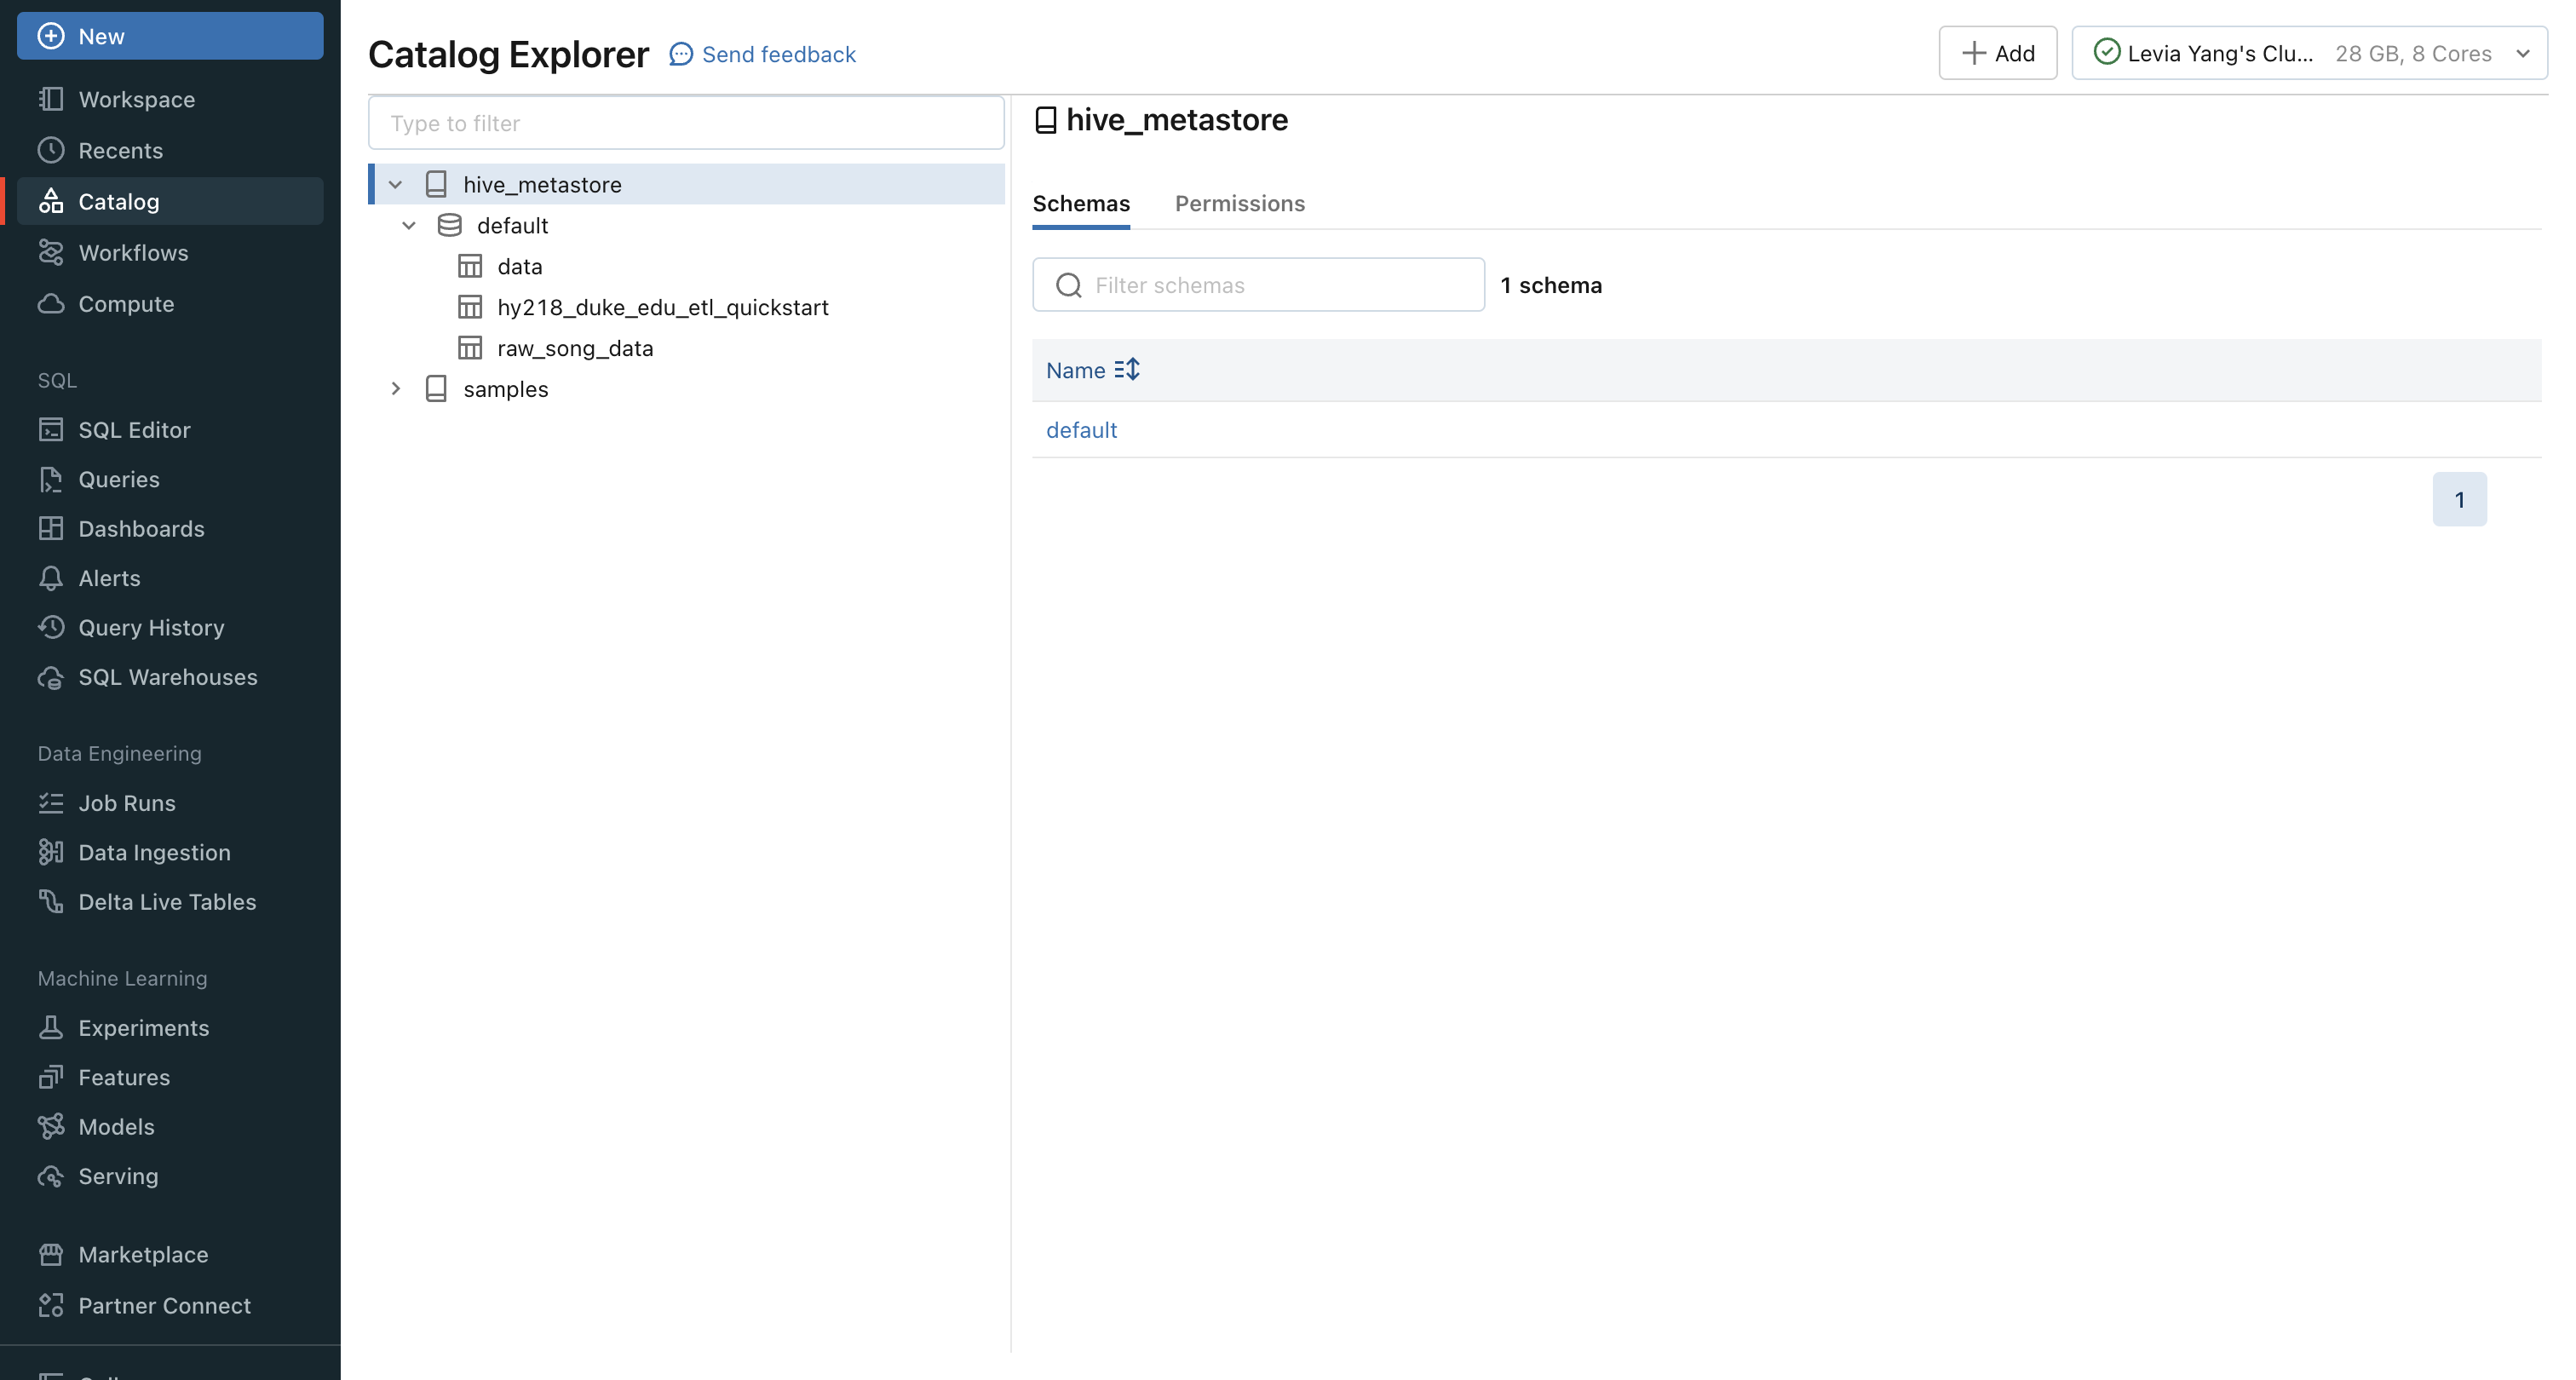 New
Workspace
Recents
Catalog
Workflows
Compute
SQL
SQL Editor
Queries
Dashboards
Alerts
Query History
SQL Warehouses
Data Engineering
Job Runs
Data Ingestion
Delta Live Tables
Machine Learning
Experiments
Features
Models
Serving
Marketplace
Partner Connect
Catalog Explorer
Send feedback
Add
Levia Yang's Clu... 28 GB, 8 Cores
Type to filter
hive_metastore
default
data
hy218_duke_edu_etl_quickstart
raw_song_data
samples
hive_metastore
Schemas Permissions
Filter schemas
1 schema
Name
default
1